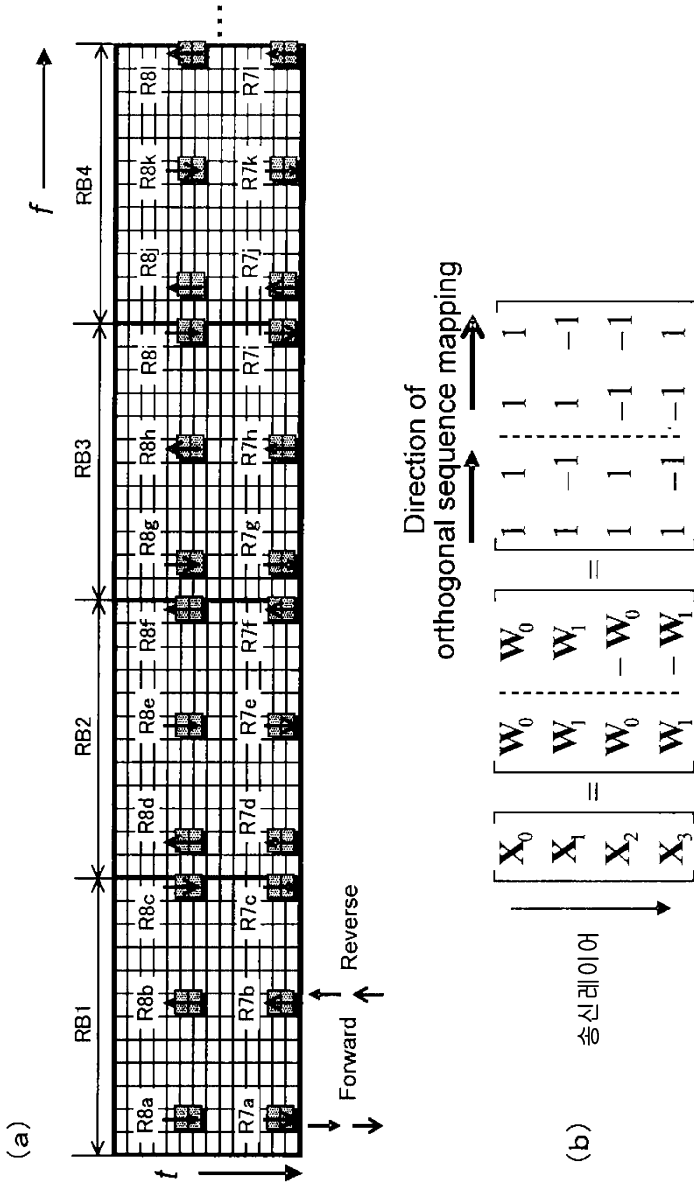 (a)
f
RB1 RB2 RB3 RB4
R8a R8b R8c R8d R8e R8f R8g R8h R8i R8j R8k R8l
R7a R7b R7c R7d R7e R7f R7g R7h R7i R7j R7k R7l
t
Forward Reverse
(b)
Direction of
orthogonal sequence mapping
송신레이어
X₀ W₀ W₀ 1 1 1 1
X₁ = W₁ W₁ = 1 −1 1 −1
X₂ W₀ −W₀ 1 1 −1 −1
X₃ W₁ −W₁ 1 −1 −1 1